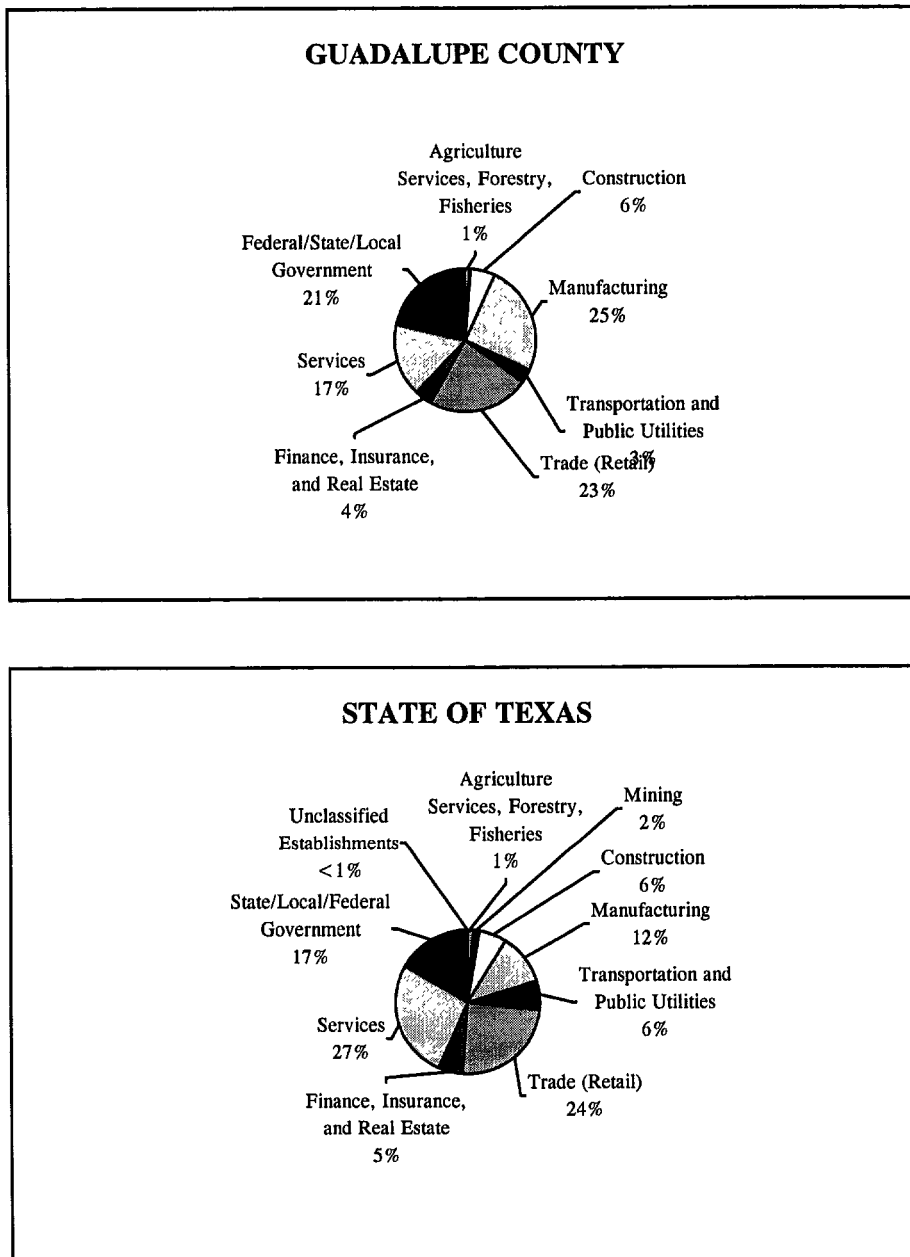 GUADALUPE COUNTY
Agriculture
Services, Forestry,
Fisheries
1%
Construction
6%
Federal/State/Local
Government
21%
Manufacturing
25%
Services
17%
Transportation and
Public Utilities
3%
Finance, Insurance,
and Real Estate
4%
Trade (Retail)
23%
STATE OF TEXAS
Agriculture
Services, Forestry,
Fisheries
1%
Mining
2%
Unclassified
Establishments
<1%
Construction
6%
State/Local/Federal
Government
17%
Manufacturing
12%
Transportation and
Public Utilities
6%
Services
27%
Trade (Retail)
24%
Finance, Insurance,
and Real Estate
5%